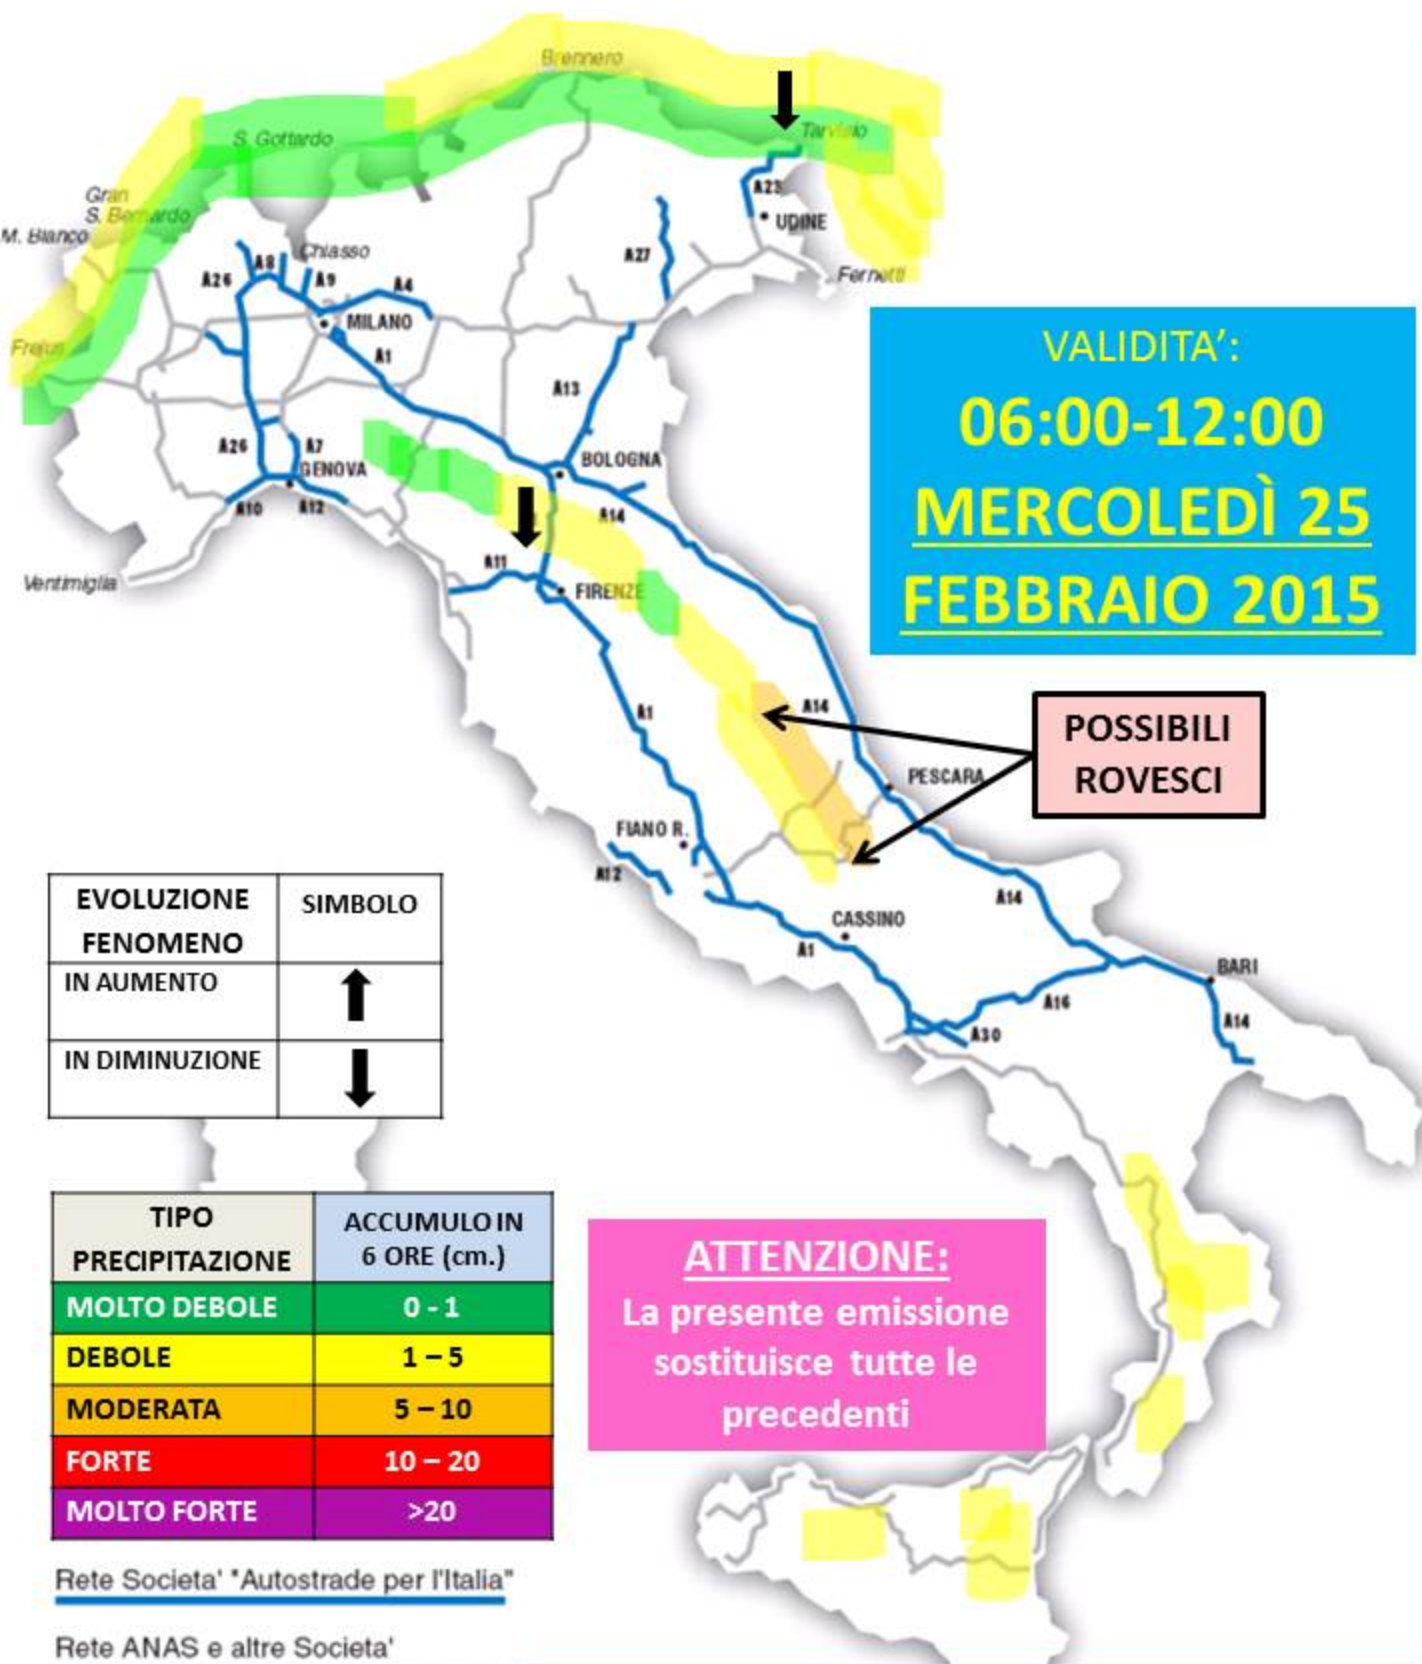 Brennero
Tarvisio
S. Gottardo
Gran
S. Bernardo
M. Bianco
A23
UDINE
Chiasso
A8
A26
A9
A4
A27
Fernetti
MILANO
Frejus
A1
A13
VALIDITA':
06:00-12:00
MERCOLEDÌ 25
FEBBRAIO 2015
A26
A7
GENOVA
BOLOGNA
A10
A12
A14
A11
Ventimiglia
FIRENZE
A1
A14
POSSIBILI
ROVESCI
PESCARA
FIANO R.
A12
A14
CASSINO
A1
BARI
A16
A14
A30
EVOLUZIONE
FENOMENO
SIMBOLO
IN AUMENTO
IN DIMINUZIONE
TIPO
PRECIPITAZIONE
ACCUMULO IN
6 ORE (cm.)
MOLTO DEBOLE
0 - 1
DEBOLE
1 – 5
MODERATA
5 – 10
FORTE
10 – 20
MOLTO FORTE
>20
ATTENZIONE:
La presente emissione
sostituisce tutte le
precedenti
Rete Societa' "Autostrade per l'Italia"
Rete ANAS e altre Societa'